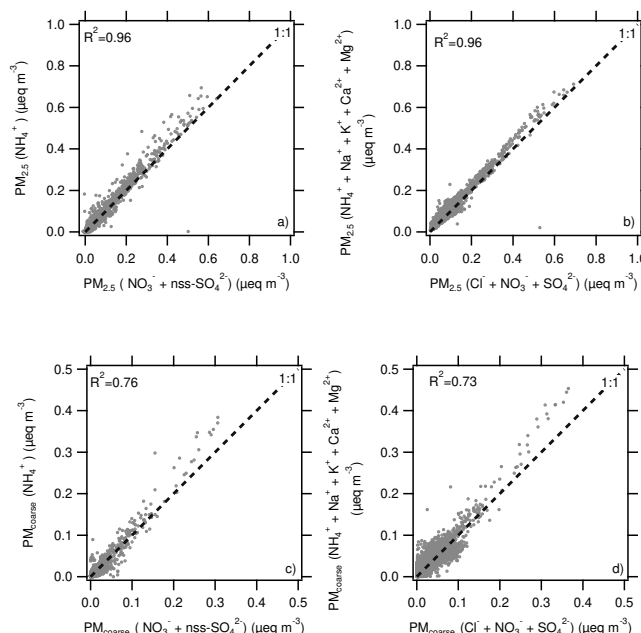 R²=0.96
1:1
PM₂.₅ (NH₄⁺) (µeq m⁻³)
1.0
0.8
0.6
0.4
0.2
0.0
a)
0.0 0.2 0.4 0.6 0.8 1.0
PM₂.₅ ( NO₃⁻ + nss-SO₄²⁻) (µeq m⁻³)
R²=0.96
1:1
PM₂.₅ (NH₄⁺ + Na⁺ + K⁺ + Ca²⁺ + Mg²⁺)
(µeq m⁻³)
1.0
0.8
0.6
0.4
0.2
0.0
b)
0.0 0.2 0.4 0.6 0.8 1.0
PM₂.₅ (Cl⁻ + NO₃⁻ + SO₄²⁻) (µeq m⁻³)
R²=0.76
1:1
PMcoarse (NH₄⁺) (µeq m⁻³)
0.5
0.4
0.3
0.2
0.1
0.0
c)
0.0 0.1 0.2 0.3 0.4 0.5
PMcoarse ( NO₃⁻ + nss-SO₄²⁻) (µeq m⁻³)
R²=0.73
1:1
PMcoarse (NH₄⁺ + Na⁺ + K⁺ + Ca²⁺ + Mg²⁺)
(µeq m⁻³)
0.5
0.4
0.3
0.2
0.1
0.0
d)
0.0 0.1 0.2 0.3 0.4 0.5
PMcoarse (Cl⁻ + NO₃⁻ + SO₄²⁻) (µeq m⁻³)